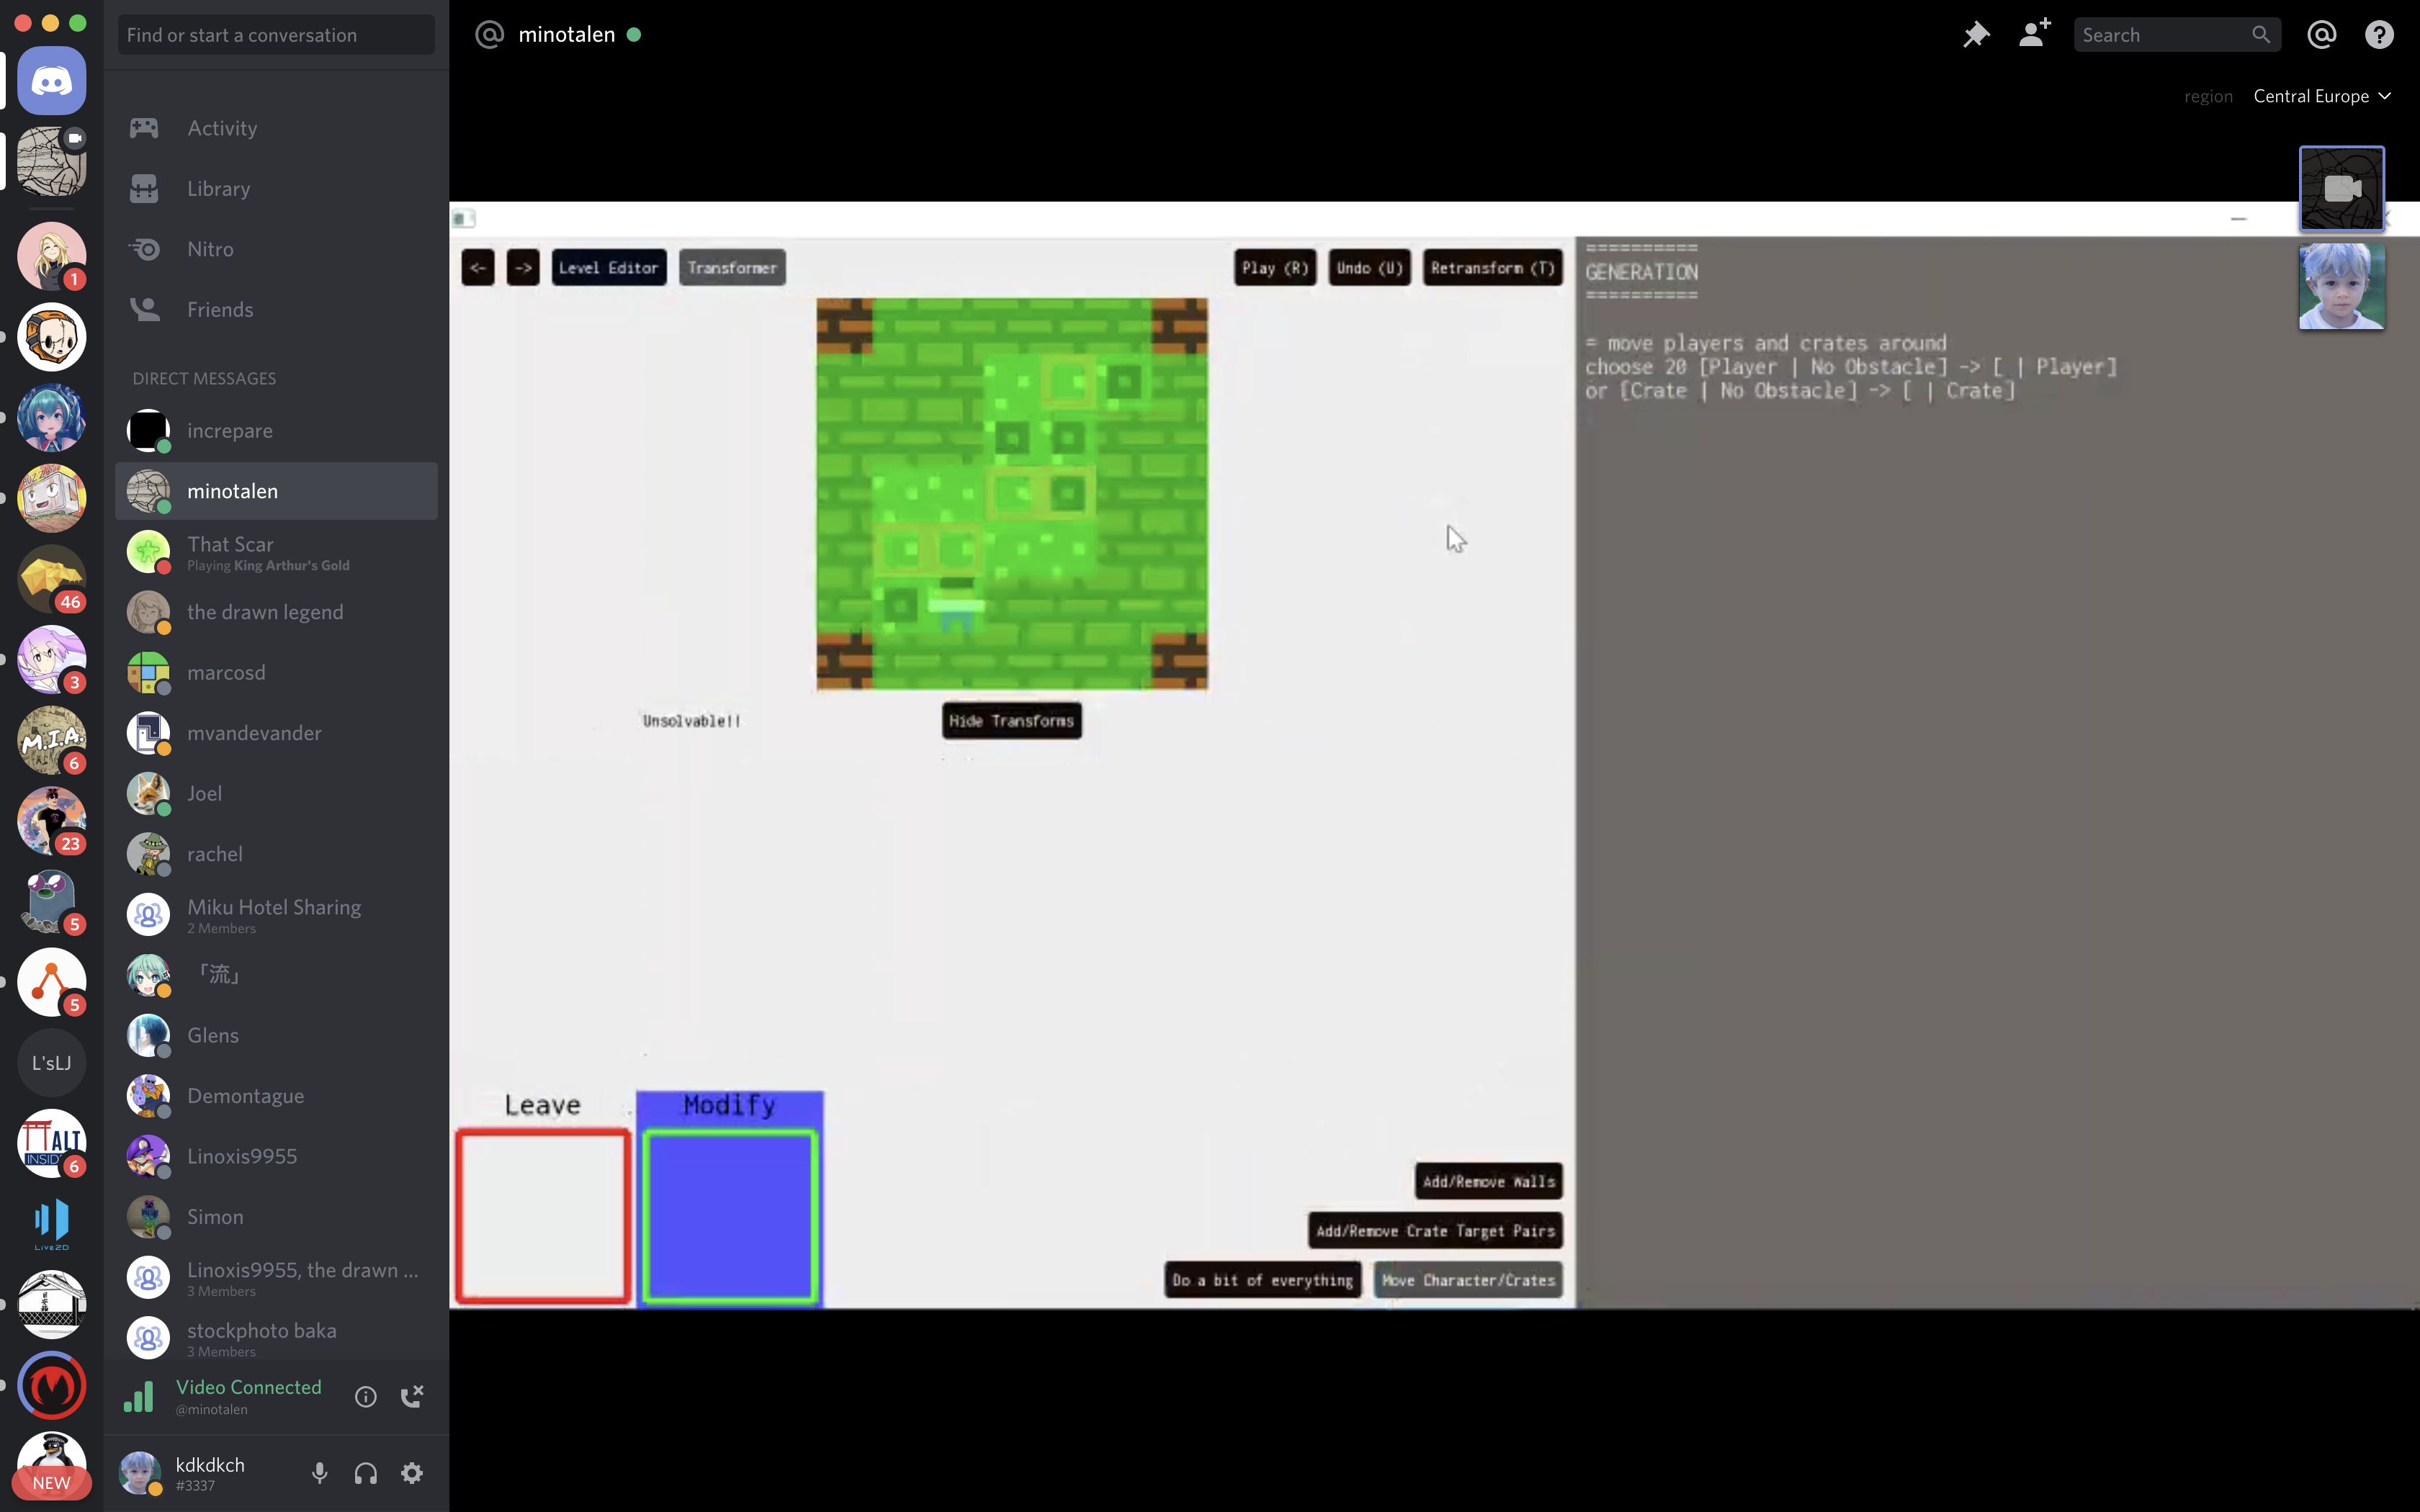 Find or start a conversation
Activity
Library
Nitro
Friends
DIRECT MESSAGES
increpare
minotalen
That Scar
Playing King Arthur's Gold
the drawn legend
marcosd
mvandevander
Joel
rachel
Miku Hotel Sharing
2 Members
「流」
Glens
Demontague
Linoxis9955
Simon
Linoxis9955, the drawn ...
3 Members
stockphoto baka
3 Members
Video Connected
@minotalen
kdkdkch
#3337
1
46
3
M.I.A.
6
23
5
5
L'sLJ
ALT
INSID
6
Live2D
NEW
minotalen
Search
region Central Europe
<- -> Level Editor Transformer Play (R) Undo (U) Retransform (T)
Unsolvable!!
Hide Transforms
Leave
Modify
Add/Remove Walls
Add/Remove Crate Target Pairs
Do a bit of everything Move Character/Crates
==========
GENERATION
==========
= move players and crates around
choose 20 [Player | No Obstacle] -> [ | Player]
or [Crate | No Obstacle] -> [ | Crate]